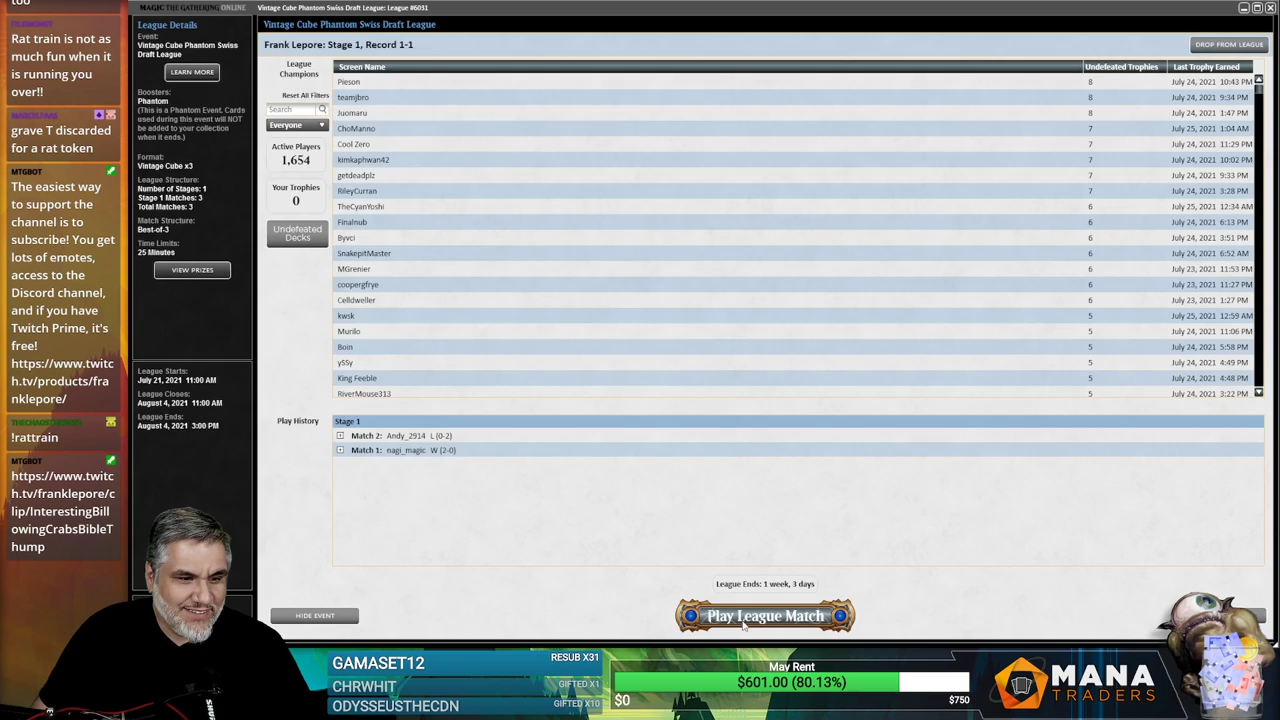 too
Rat train is not as
much fun when it
is running you
over!!
grave T discarded
for a rat token
MTGBOT
The easiest way
to support the
channel is to
subscribe! You get
lots of emotes,
access to the
Discord channel,
and if you have
Twitch Prime, it's
free!
https://www.twitc
h.tv/products/fra
nklepore/
!rattrain
MTGBOT
https://www.twitc
h.tv/franklepore/c
lip/InterestingBill
owingCrabsBibleT
hump
MAGIC THE GATHERING ONLINE
Vintage Cube Phantom Swiss Draft League: League #6031
League Details
Event:
Vintage Cube Phantom Swiss
Draft League
LEARN MORE
Boosters:
Phantom
(This is a Phantom Event. Cards
used during this event will NOT
be added to your collection
when it ends.)
Format:
Vintage Cube x3
League Structure:
Number of Stages: 1
Stage 1 Matches: 3
Total Matches: 3
Match Structure:
Best-of-3
Time Limits:
25 Minutes
VIEW PRIZES
League Starts:
July 21, 2021 11:00 AM
League Closes:
August 4, 2021 11:00 AM
League Ends:
August 4, 2021 3:00 PM
Vintage Cube Phantom Swiss Draft League
Frank Lepore: Stage 1, Record 1-1
DROP FROM LEAGUE
League
Champions
Reset All Filters
Search
Everyone
Active Players
1,654
Your Trophies
0
Undefeated
Decks
Screen Name Undefeated Trophies Last Trophy Earned
Pieson 8 July 24, 2021 10:43 PM
teamjbro 8 July 24, 2021 9:34 PM
Juomaru 8 July 24, 2021 1:47 PM
ChoManno 7 July 25, 2021 1:04 AM
Cool Zero 7 July 24, 2021 11:29 PM
kimkaphwan42 7 July 24, 2021 10:02 PM
getdeadplz 7 July 24, 2021 9:33 PM
RileyCurran 7 July 24, 2021 3:28 PM
TheCyanYoshi 6 July 25, 2021 12:34 AM
Finalnub 6 July 24, 2021 6:13 PM
Byvci 6 July 24, 2021 3:51 PM
SnakepitMaster 6 July 24, 2021 6:52 AM
MGrenier 6 July 23, 2021 11:53 PM
coopergfrye 6 July 23, 2021 11:27 PM
Celldweller 6 July 23, 2021 1:27 PM
kwsk 5 July 25, 2021 12:59 AM
Murilo 5 July 24, 2021 11:06 PM
Boin 5 July 24, 2021 5:58 PM
ySSy 5 July 24, 2021 4:49 PM
King Feeble 5 July 24, 2021 4:48 PM
RiverMouse313 5 July 24, 2021 3:22 PM
Play History
Stage 1
Match 2: Andy_2914 L (0-2)
Match 1: nagi_magic W (2-0)
League Ends: 1 week, 3 days
HIDE EVENT
Play League Match
GAMASET12 RESUB X31
CHRWHIT GIFTED X1
ODYSSEUSTHECDN GIFTED X10
May Rent
$601.00 (80.13%)
$0 $750
MANA
TRADERS